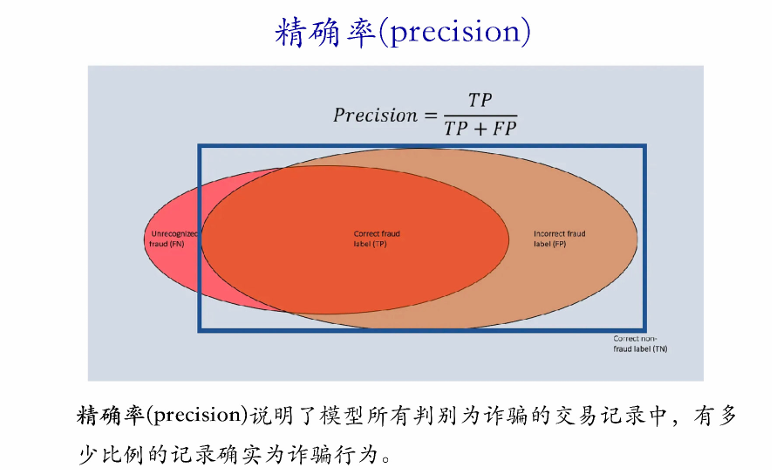 精确率(precision)
Precision = TP / (TP + FP)
Unrecognized
fraud (FN)
Correct fraud
label (TP)
Incorrect fraud
label (FP)
Correct non-
fraud label (TN)
精确率(precision)说明了模型所有判别为诈骗的交易记录中，有多
少比例的记录确实为诈骗行为。